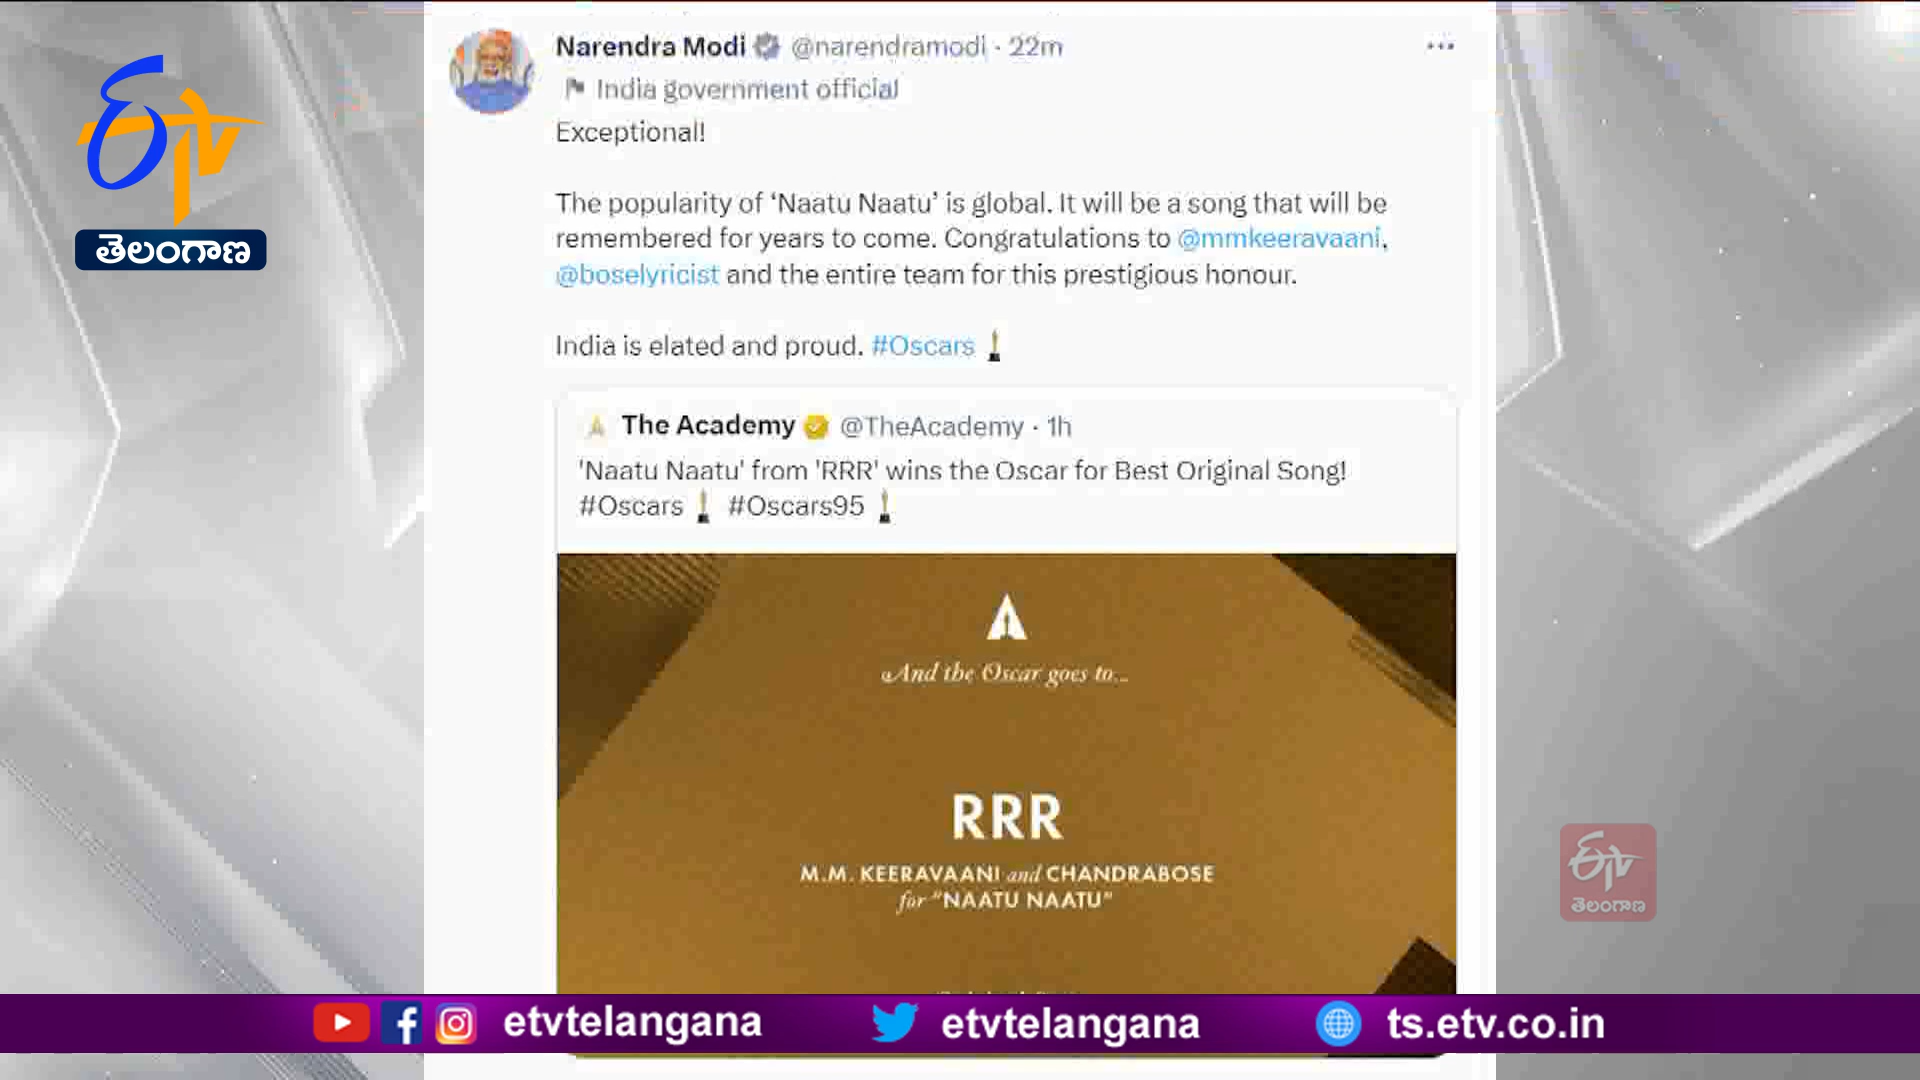 ETV
తెలంగాణ
Narendra Modi @narendramodi · 22m
India government official
Exceptional!
The popularity of ‘Naatu Naatu’ is global. It will be a song that will be
remembered for years to come. Congratulations to @mmkeeravaani,
@boselyricist and the entire team for this prestigious honour.
India is elated and proud. #Oscars
The Academy @TheAcademy · 1h
'Naatu Naatu' from 'RRR' wins the Oscar for Best Original Song!
#Oscars #Oscars95
And the Oscar goes to...
RRR
M.M. KEERAVAANI and CHANDRABOSE
for "NAATU NAATU"
ETV
తెలంగాణ
etvtelangana etvtelangana ts.etv.co.in